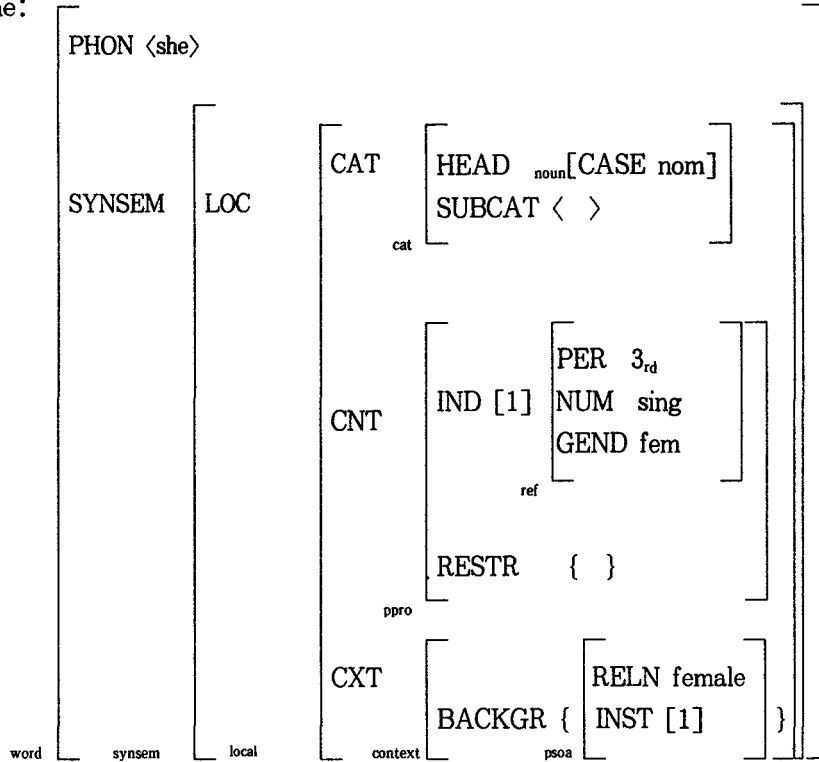 he:
PHON 〈she〉
CAT HEAD noun[CASE nom]
SYNSEM LOC SUBCAT 〈 〉
cat
PER 3rd
IND [1] NUM sing
CNT GEND fem
ref
RESTR { }
ppro
CXT RELN female
BACKGR { INST [1] }
word synsem local context psoa